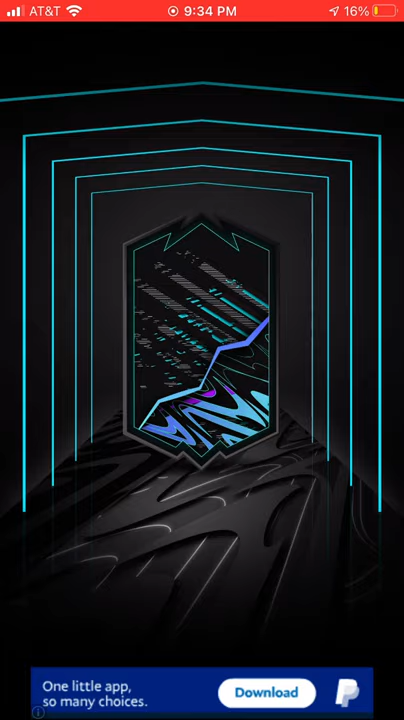 AT&T 9:34 PM 16%
One little app,
so many choices.
Download